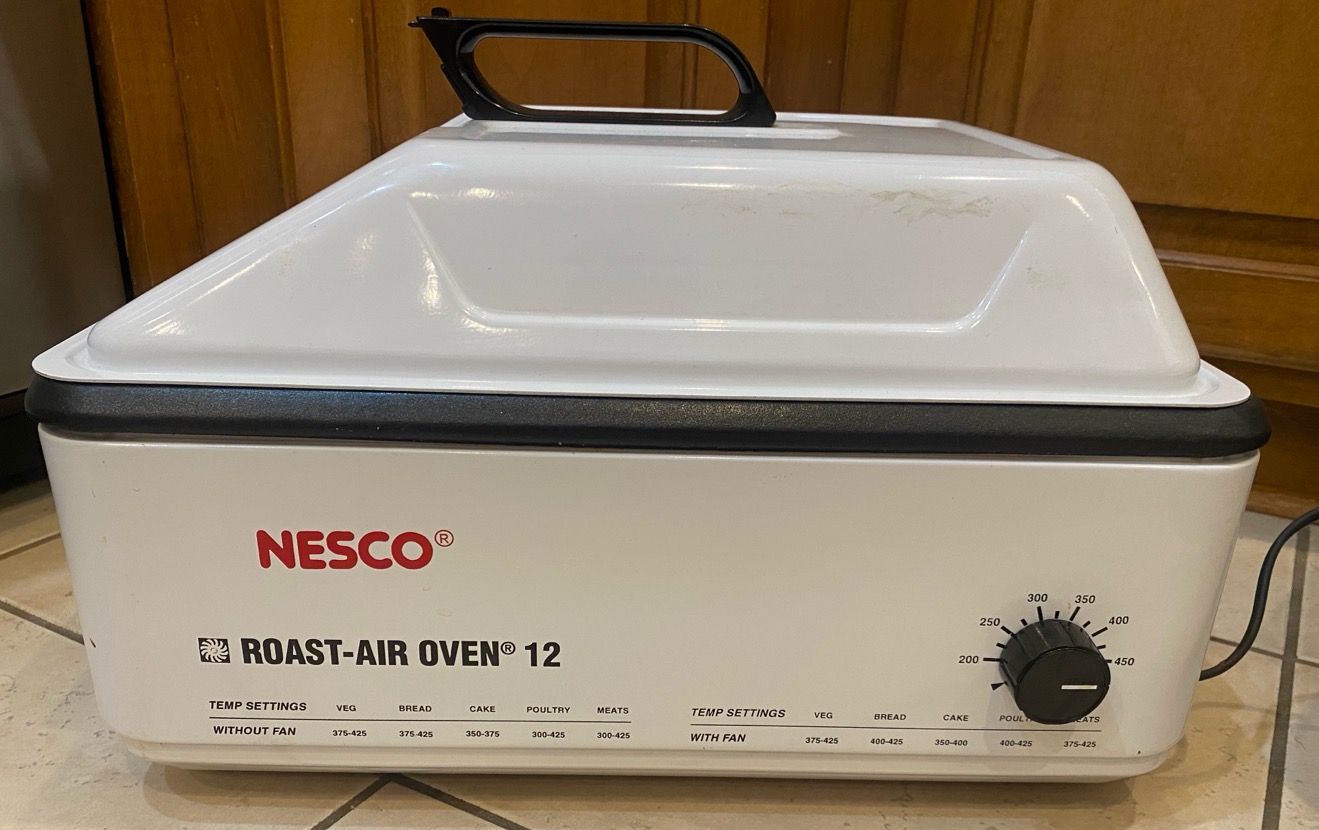 NESCO®
ROAST-AIR OVEN® 12
300 350
250 400
200 450
TEMP SETTINGS VEG BREAD CAKE POULTRY MEATS
WITHOUT FAN 375-425 375-425 350-375 300-425 300-425
TEMP SETTINGS VEG BREAD CAKE
WITH FAN 375-425 400-425 350-400 400-425 375-425